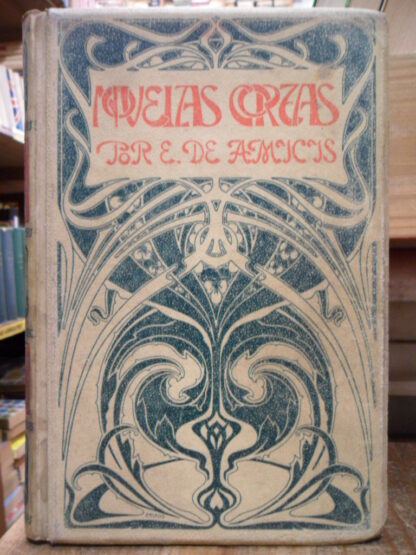 NOVELAS CORTAS
POR E. DE AMICIS